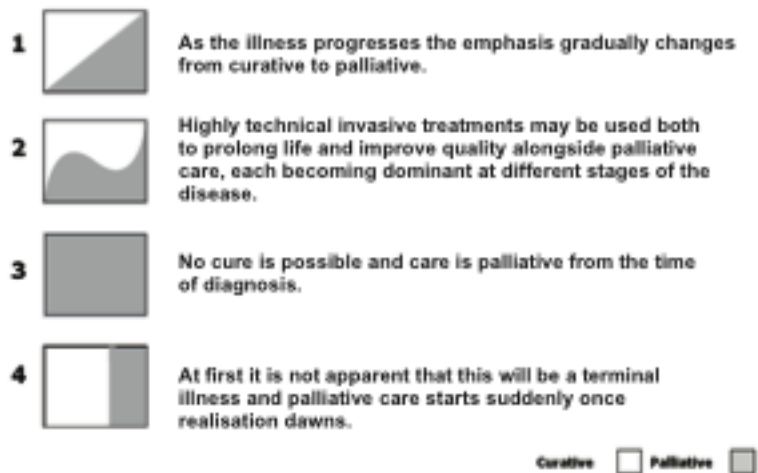 1
As the illness progresses the emphasis gradually changes
from curative to palliative.
2
Highly technical invasive treatments may be used both
to prolong life and improve quality alongside palliative
care, each becoming dominant at different stages of the
disease.
3
No cure is possible and care is palliative from the time
of diagnosis.
4
At first it is not apparent that this will be a terminal
illness and palliative care starts suddenly once
realisation dawns.
Curative Palliative